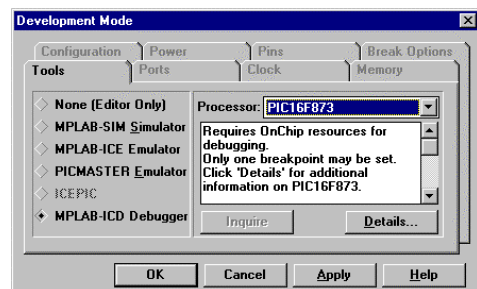 Development Mode
Configuration Power Pins Break Options
Tools Ports Clock Memory
None (Editor Only)
MPLAB-SIM Simulator
MPLAB-ICE Emulator
PICMASTER Emulator
ICEPIC
MPLAB-ICD Debugger
Processor: PIC16F873
Requires OnChip resources for
debugging.
Only one breakpoint may be set.
Click 'Details' for additional
information on PIC16F873.
Inquire Details...
OK Cancel Apply Help